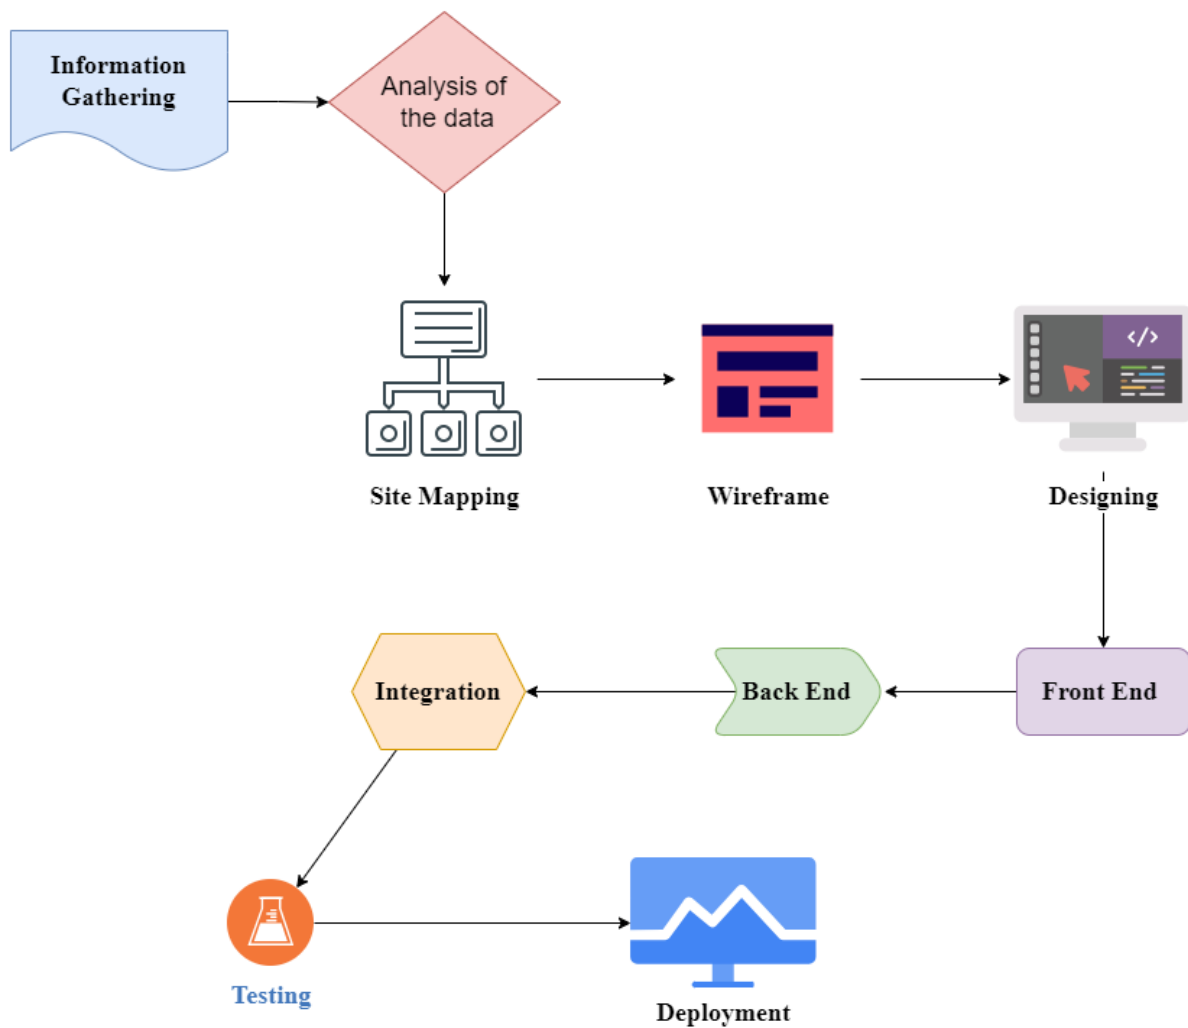 Information
Gathering
Analysis of
the data
</>
Site Mapping
Wireframe
Designing
Integration
Back End
Front End
Testing
Deployment